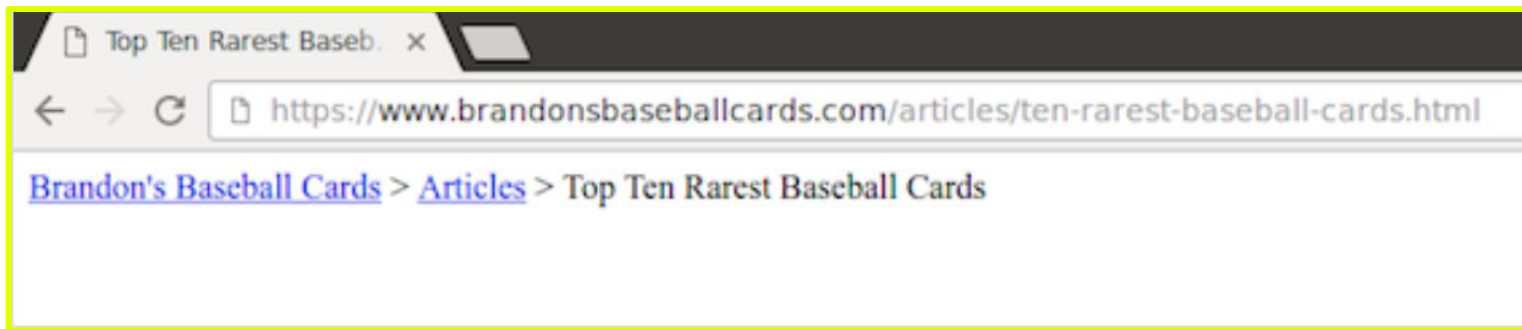 Top Ten Rarest Baseb.
https://www.brandonsbaseballcards.com/articles/ten-rarest-baseball-cards.html
Brandon's Baseball Cards > Articles > Top Ten Rarest Baseball Cards